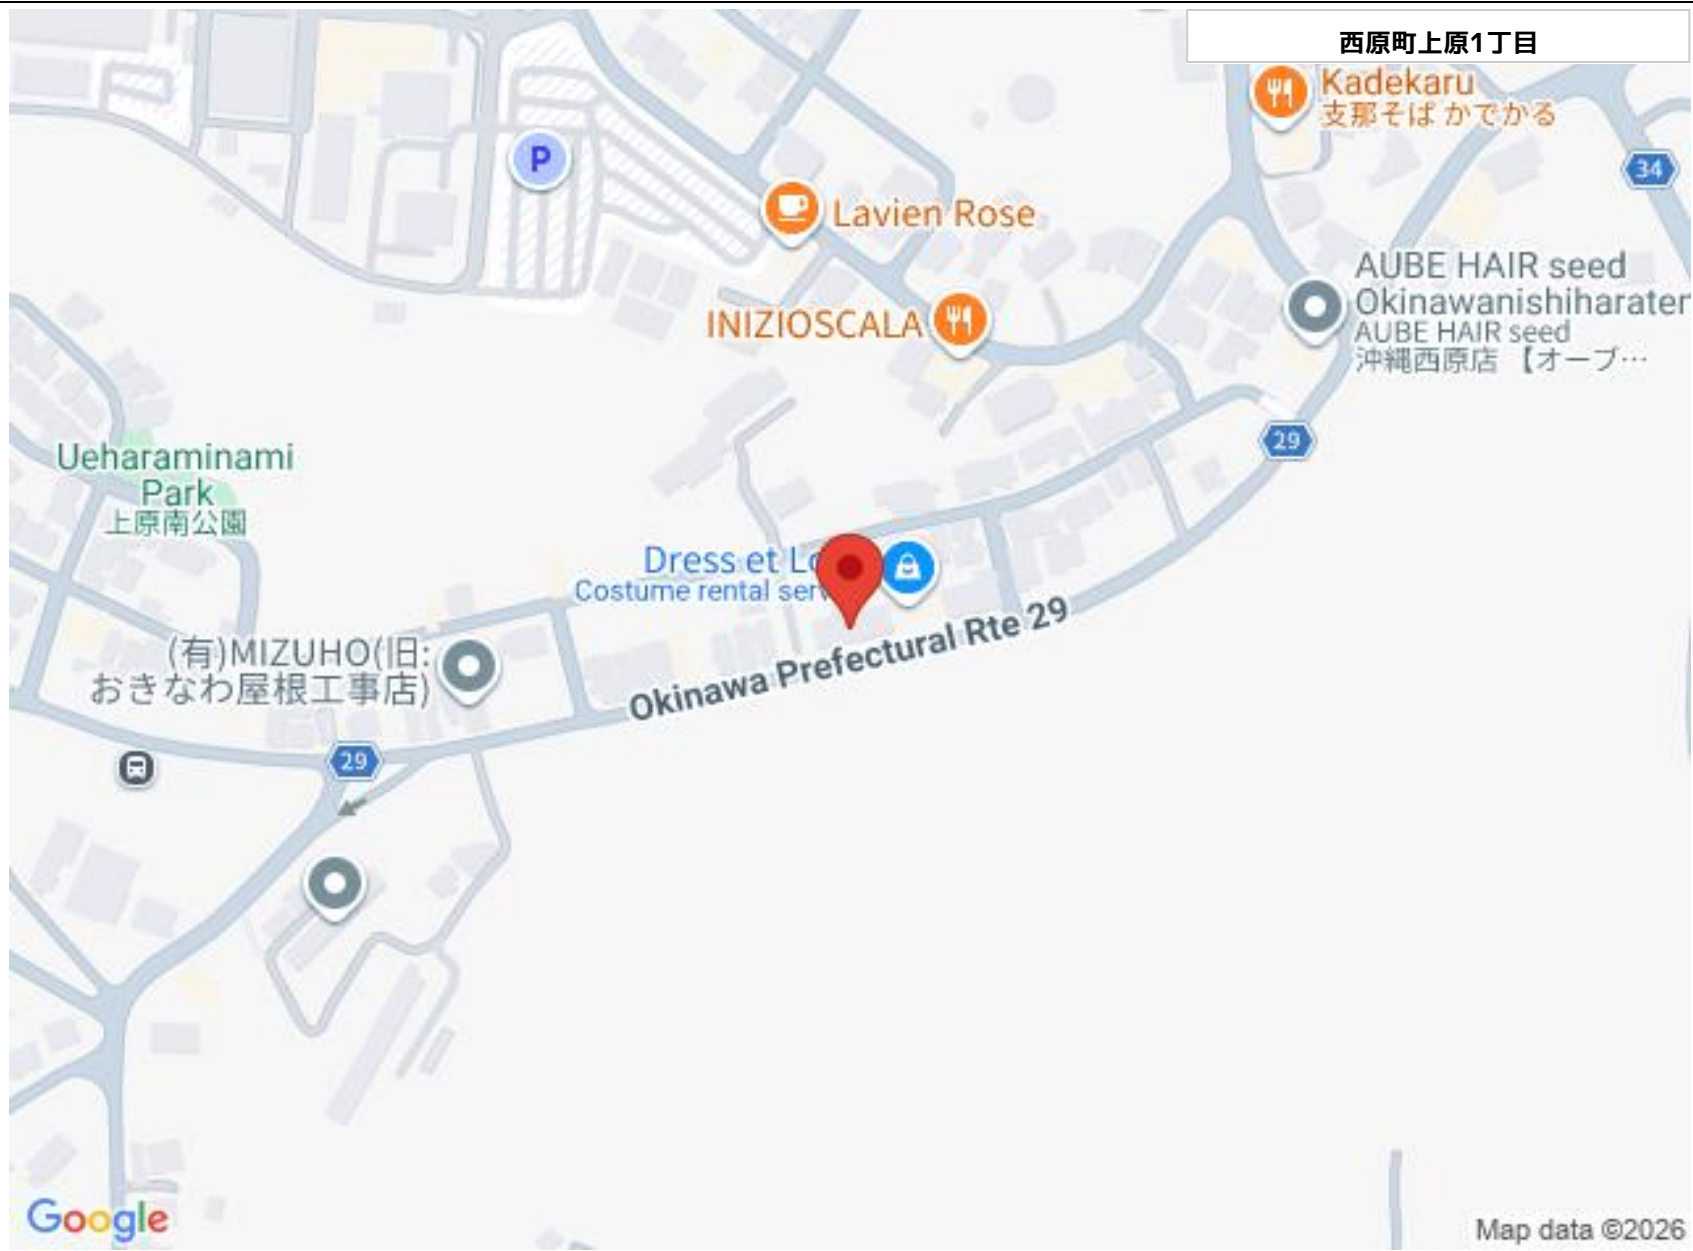 西原町上原1丁目
Kadekaru
支那そば かでかる
34
P
Lavien Rose
AUBE HAIR seed
Okinawanishiharaten
AUBE HAIR seed
沖縄西原店 【オーブ…
INIZIOSCALA
29
Ueharaminami
Park
上原南公園
Dress et Lo
Costume rental serv
Okinawa Prefectural Rte 29
(有)MIZUHO(旧:
おきなわ屋根工事店)
29
Google
Map data ©2026